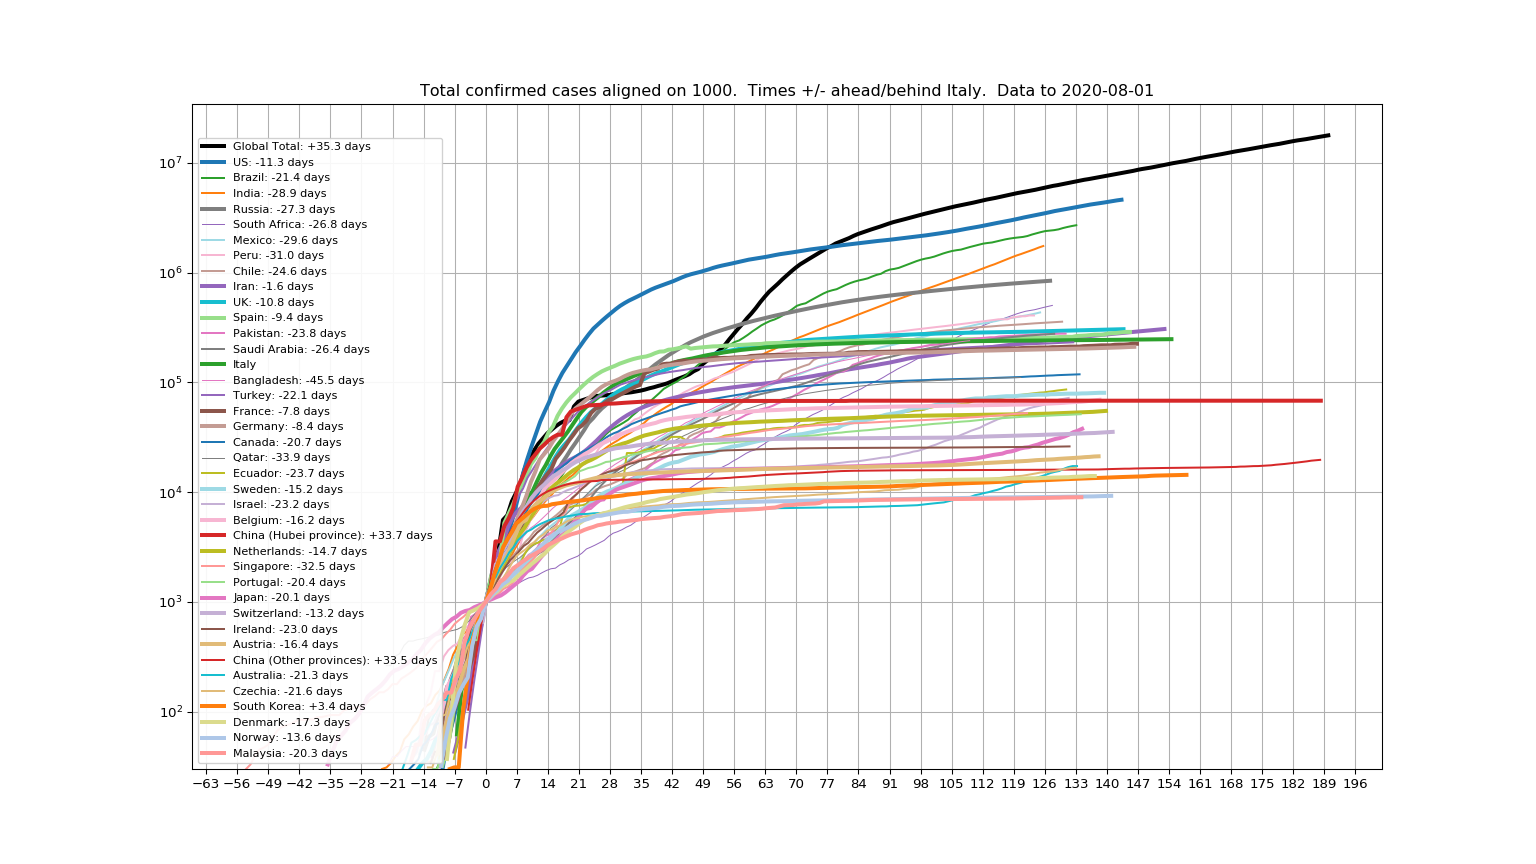 Total confirmed cases aligned on 1000.  Times +/- ahead/behind Italy.  Data to 2020-08-01
10⁷
10⁶
10⁵
10⁴
10³
10²
Global Total: +35.3 days
US: -11.3 days
Brazil: -21.4 days
India: -28.9 days
Russia: -27.3 days
South Africa: -26.8 days
Mexico: -29.6 days
Peru: -31.0 days
Chile: -24.6 days
Iran: -1.6 days
UK: -10.8 days
Spain: -9.4 days
Pakistan: -23.8 days
Saudi Arabia: -26.4 days
Italy
Bangladesh: -45.5 days
Turkey: -22.1 days
France: -7.8 days
Germany: -8.4 days
Canada: -20.7 days
Qatar: -33.9 days
Ecuador: -23.7 days
Sweden: -15.2 days
Israel: -23.2 days
Belgium: -16.2 days
China (Hubei province): +33.7 days
Netherlands: -14.7 days
Singapore: -32.5 days
Portugal: -20.4 days
Japan: -20.1 days
Switzerland: -13.2 days
Ireland: -23.0 days
Austria: -16.4 days
China (Other provinces): +33.5 days
Australia: -21.3 days
Czechia: -21.6 days
South Korea: +3.4 days
Denmark: -17.3 days
Norway: -13.6 days
Malaysia: -20.3 days
−63 −56 −49 −42 −35 −28 −21 −14 −7 0 7 14 21 28 35 42 49 56 63 70 77 84 91 98 105 112 119 126 133 140 147 154 161 168 175 182 189 196